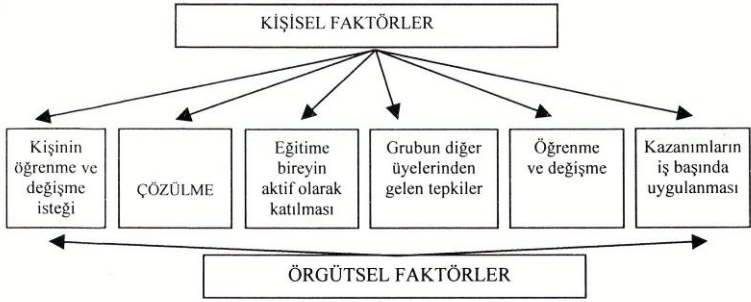 KİŞİSEL FAKTÖRLER
Kişinin
öğrenme ve
değişme
isteği
ÇÖZÜLME
Eğitime
bireyin
aktif olarak
katılması
Grubun diğer
üyelerinden
gelen tepkiler
Öğrenme
ve değişme
Kazanımların
iş başında
uygulanması
ÖRGÜTSEL FAKTÖRLER